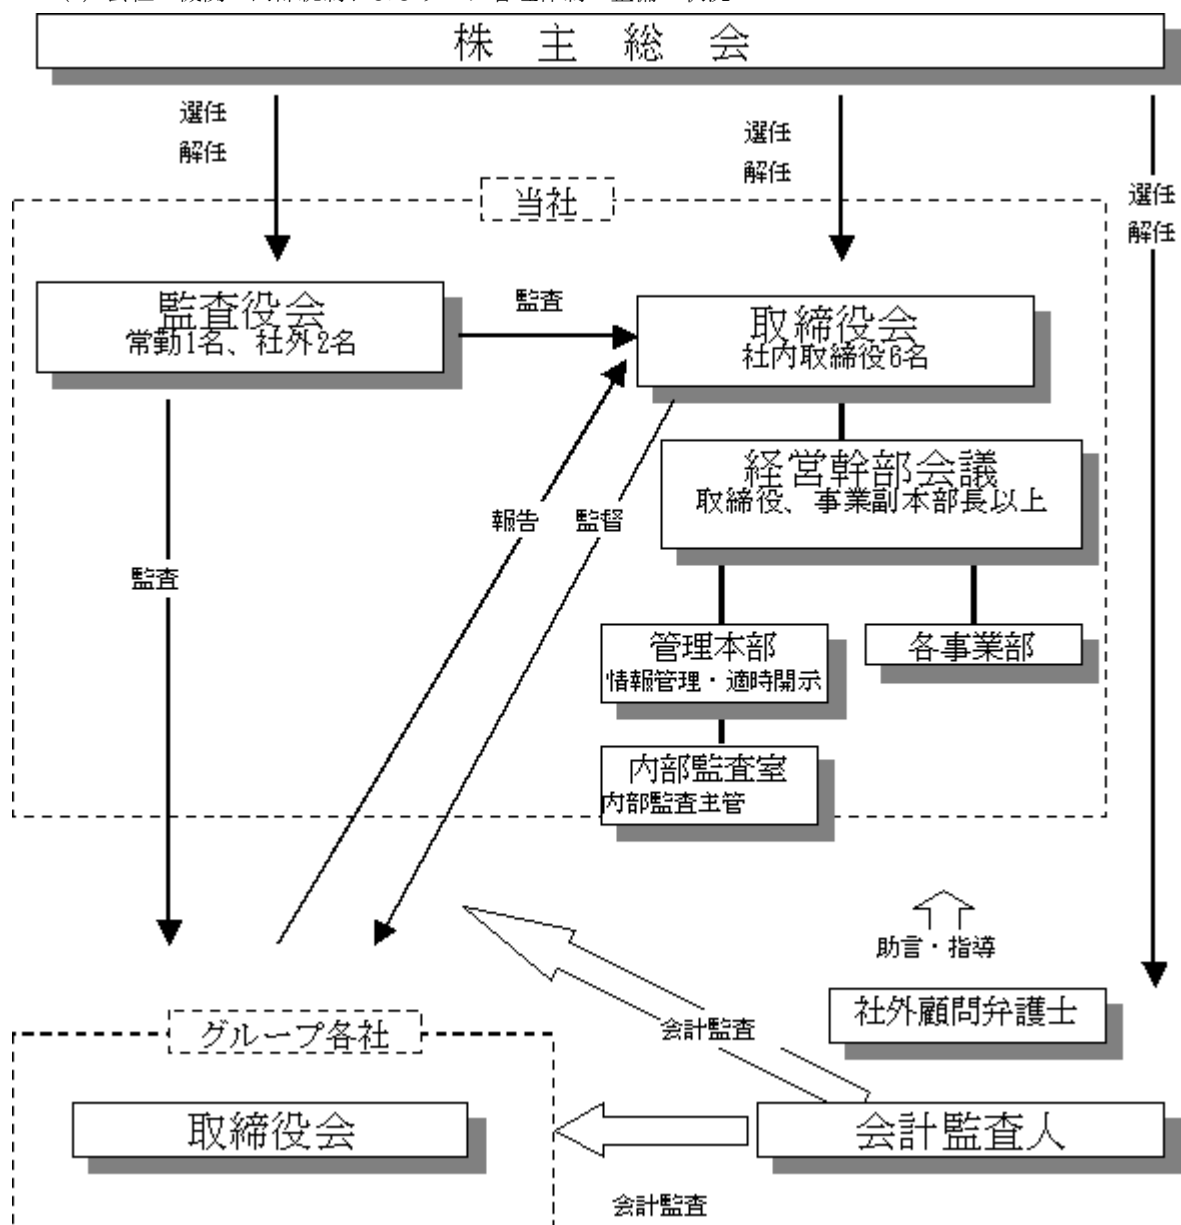 株主総会
選任
解任
選任
解任
選任
解任
当社
監査役会
常勤1名、社外2名
監査
取締役会
社内取締役6名
経営幹部会議
取締役、事業副本部長以上
報告
監督
監査
管理本部
情報管理・適時開示
各事業部
内部監査室
内部監査主管
助言・指導
社外顧問弁護士
グループ各社
会計監査
取締役会
会計監査人
会計監査